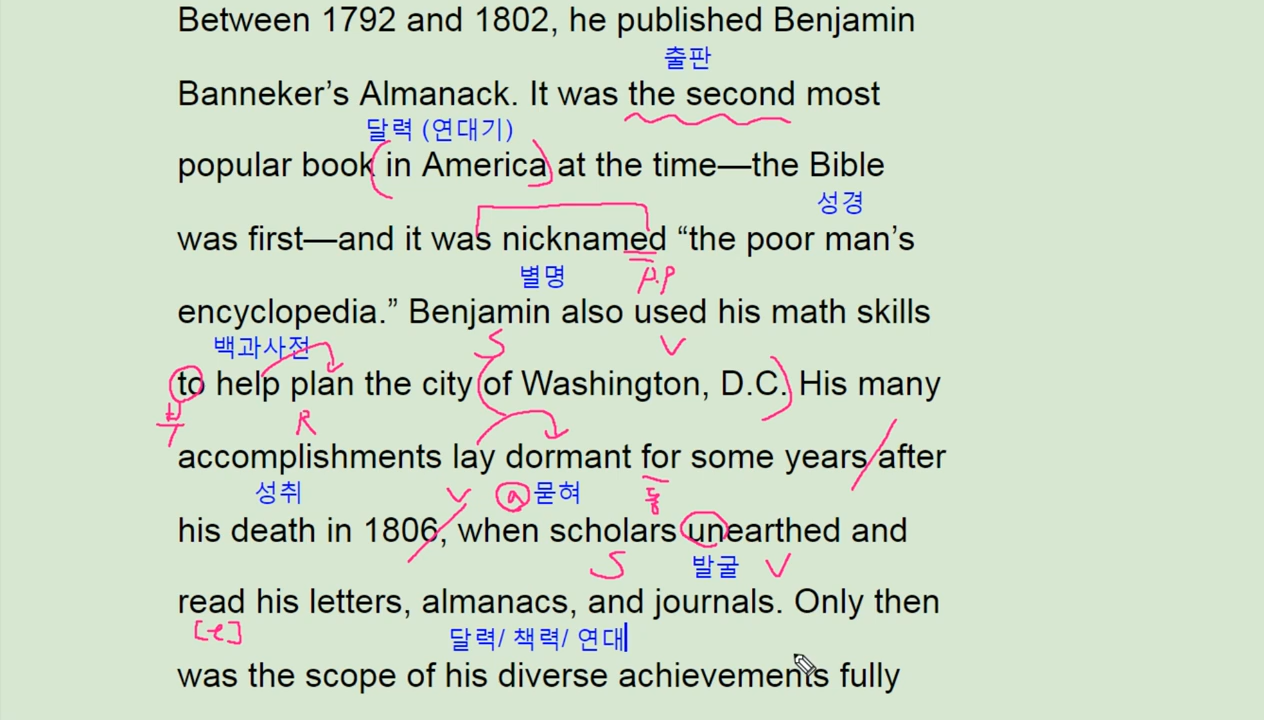 Between 1792 and 1802, he published Benjamin
출판
Banneker’s Almanack. It was the second most
달력 (연대기)
popular book in America at the time—the Bible
성경
was first—and it was nicknamed “the poor man’s
별명 p.p
encyclopedia.” Benjamin also used his math skills
백과사전 S V
to help plan the city of Washington, D.C. His many
R
accomplishments lay dormant for some years after
성취 V a 묻혀 동
his death in 1806, when scholars unearthed and
S 발굴 V
read his letters, almanacs, and journals. Only then
[e] 달력/ 책력/ 연대
was the scope of his diverse achievements fully